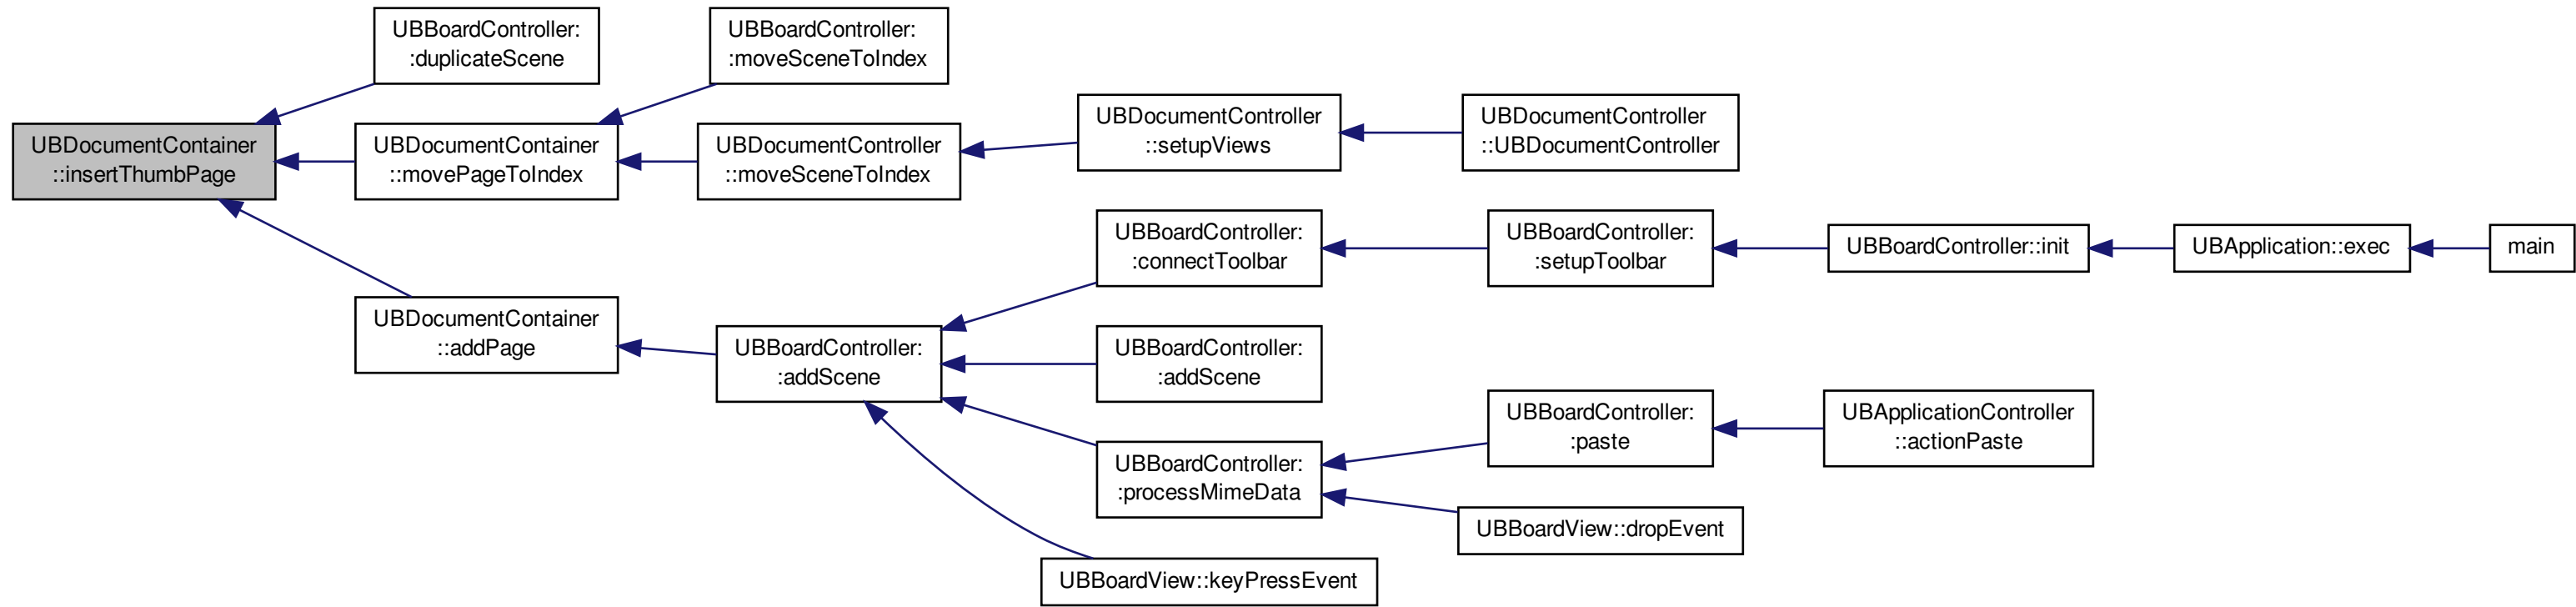 UBDocumentContainer
::insertThumbPage
UBBoardController:
:duplicateScene
UBDocumentContainer
::movePageToIndex
UBDocumentContainer
::addPage
UBBoardController:
:moveSceneToIndex
UBDocumentController
::moveSceneToIndex
UBDocumentController
::setupViews
UBDocumentController
::UBDocumentController
UBBoardController:
:addScene
UBBoardController:
:connectToolbar
UBBoardController:
:setupToolbar
UBBoardController::init
UBApplication::exec
main
UBBoardController:
:addScene
UBBoardController:
:processMimeData
UBBoardController:
:paste
UBApplicationController
::actionPaste
UBBoardView::dropEvent
UBBoardView::keyPressEvent